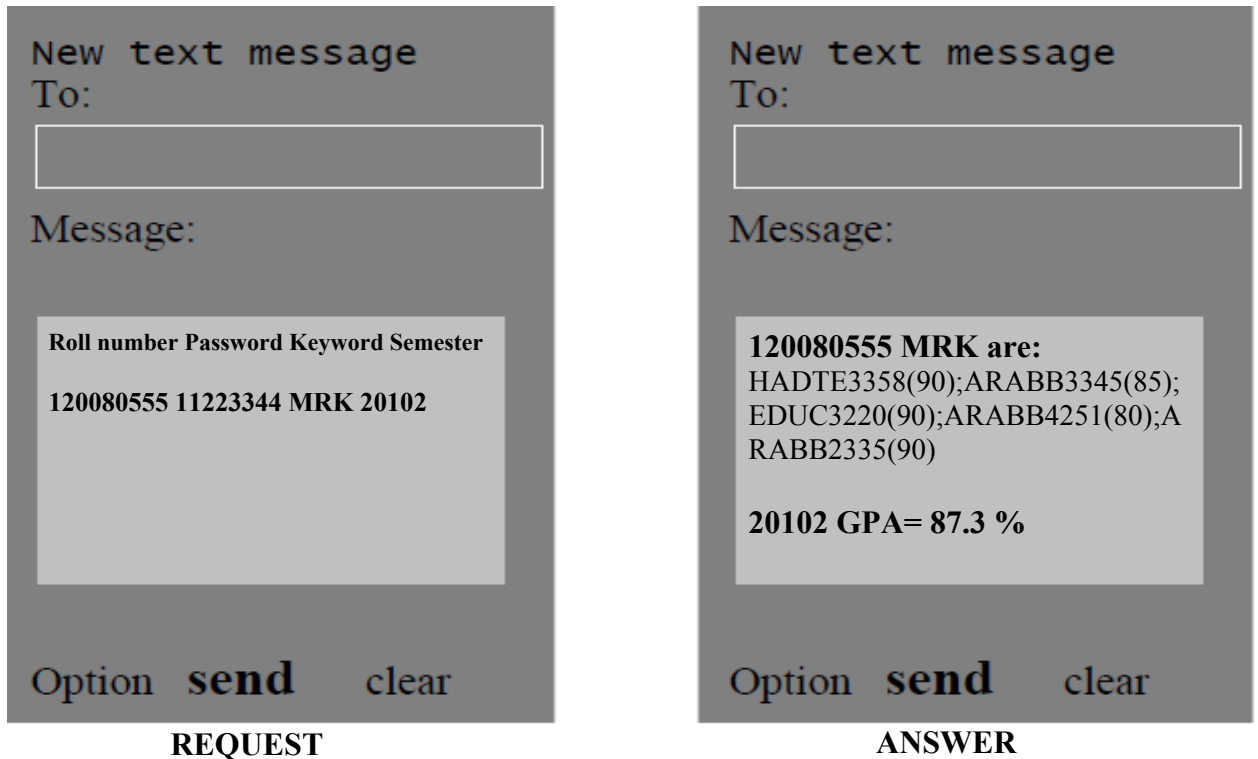 New text message
To:
Message:
Roll number Password Keyword Semester
120080555 11223344 MRK 20102
Option send clear
REQUEST
New text message
To:
Message:
120080555 MRK are:
HADTE3358(90);ARABB3345(85);
EDUC3220(90);ARABB4251(80);A
RABB2335(90)
20102 GPA= 87.3 %
Option send clear
ANSWER